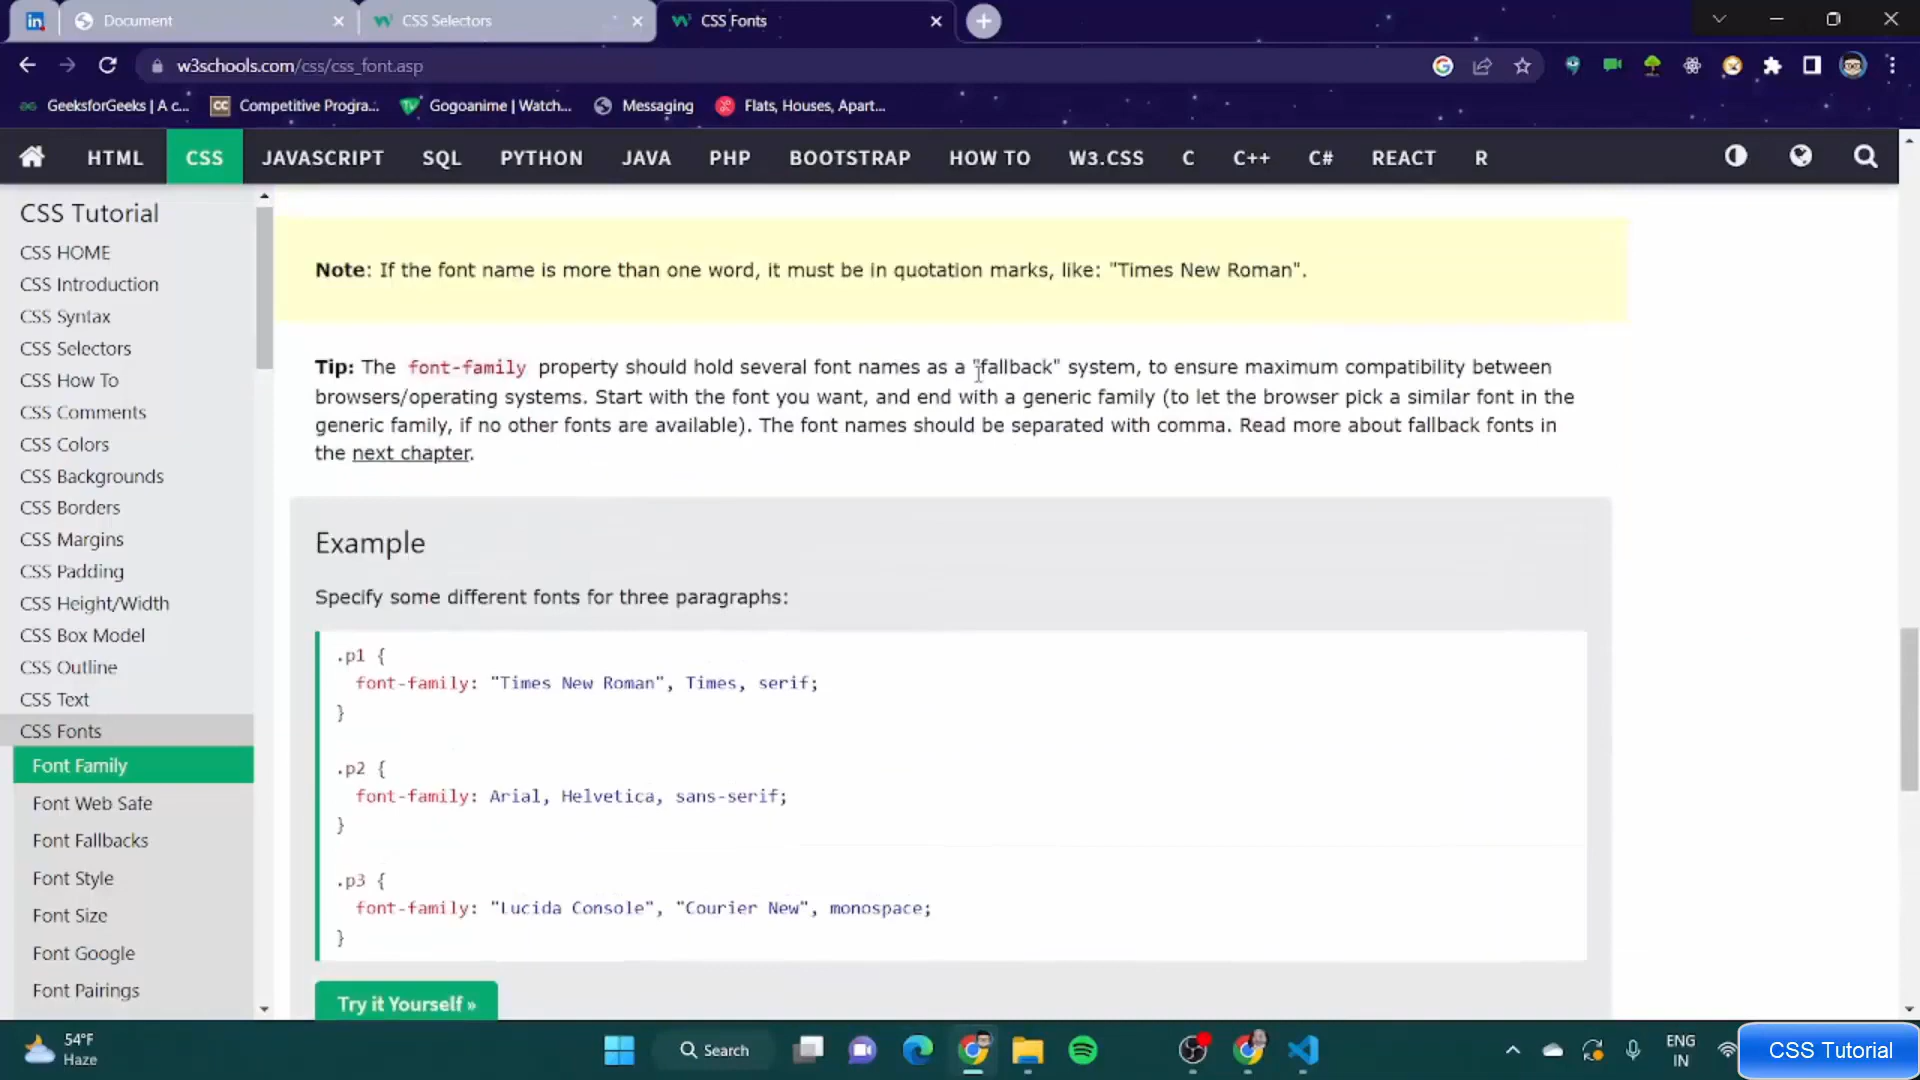 Document
CSS Selectors
CSS Fonts
w3schools.com/css/css_font.asp
GeeksforGeeks | A c...
Competitive Progra...
Gogoanime | Watch...
Messaging
Flats, Houses, Apart...
HTML CSS JAVASCRIPT SQL PYTHON JAVA PHP BOOTSTRAP HOW TO W3.CSS C C++ C# REACT R
CSS Tutorial
CSS HOME
CSS Introduction
CSS Syntax
CSS Selectors
CSS How To
CSS Comments
CSS Colors
CSS Backgrounds
CSS Borders
CSS Margins
CSS Padding
CSS Height/Width
CSS Box Model
CSS Outline
CSS Text
CSS Fonts
Font Family
Font Web Safe
Font Fallbacks
Font Style
Font Size
Font Google
Font Pairings
Note: If the font name is more than one word, it must be in quotation marks, like: "Times New Roman".
Tip: The font-family property should hold several font names as a "fallback" system, to ensure maximum compatibility between
browsers/operating systems. Start with the font you want, and end with a generic family (to let the browser pick a similar font in the
generic family, if no other fonts are available). The font names should be separated with comma. Read more about fallback fonts in
the next chapter.
Example
Specify some different fonts for three paragraphs:
.p1 {
font-family: "Times New Roman", Times, serif;
}
.p2 {
font-family: Arial, Helvetica, sans-serif;
}
.p3 {
font-family: "Lucida Console", "Courier New", monospace;
}
Try it Yourself »
54°F
Haze
Search
ENG
IN
CSS Tutorial